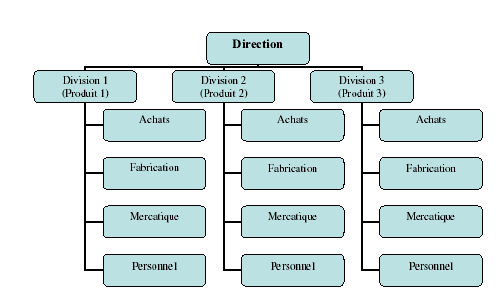 Direction
Division 1
(Produit 1)
Division 2
(Produit 2)
Division 3
(Produit 3)
Achats
Achats
Achats
Fabrication
Fabrication
Fabrication
Mercatique
Mercatique
Mercatique
Personnel
Personnel
Personnel